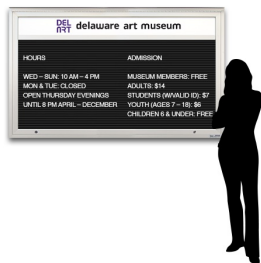 DEL
ART delaware art museum
HOURS
WED – SUN: 10 AM – 4 PM
MON & TUE: CLOSED
OPEN THURSDAY EVENINGS
UNTIL 8 PM APRIL – DECEMBER
ADMISSION
MUSEUM MEMBERS: FREE
ADULTS: $14
STUDENTS (W/VALID ID): $7
YOUTH (AGES 7 – 18): $6
CHILDREN 6 & UNDER: FREE